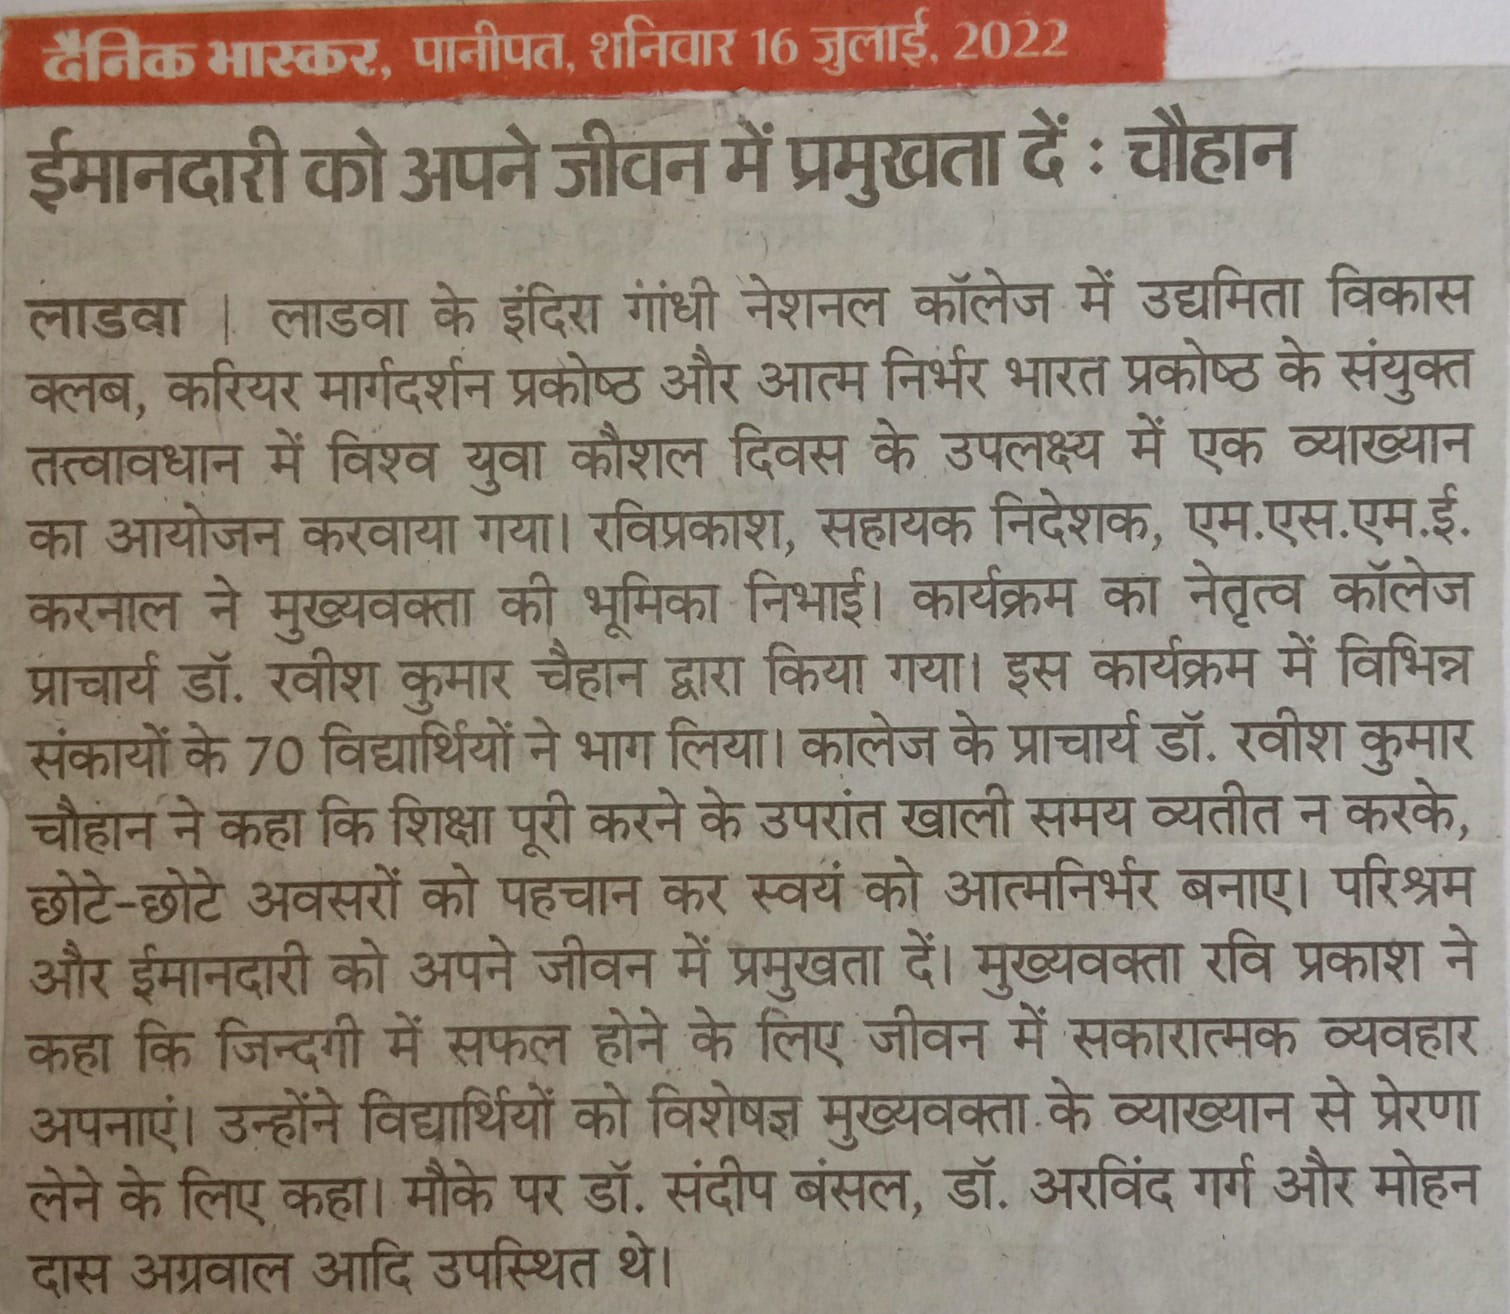 दैनिक भास्कर, पानीपत, शनिवार 16 जुलाई, 2022
ईमानदारी को अपने जीवन में प्रमुखता दें : चौहान
लाडवा | लाडवा के इंदिरा गांधी नेशनल कॉलेज में उद्यमिता विकास
क्लब, करियर मार्गदर्शन प्रकोष्ठ और आत्म निर्भर भारत प्रकोष्ठ के संयुक्त
तत्वावधान में विश्व युवा कौशल दिवस के उपलक्ष्य में एक व्याख्यान
का आयोजन करवाया गया। रविप्रकाश, सहायक निदेशक, एम.एस.एम.ई.
करनाल ने मुख्यवक्ता की भूमिका निभाई। कार्यक्रम का नेतृत्व कॉलेज
प्राचार्य डॉ. रवीश कुमार चैहान द्वारा किया गया। इस कार्यक्रम में विभिन्न
संकायों के 70 विद्यार्थियों ने भाग लिया। कालेज के प्राचार्य डॉ. रवीश कुमार
चौहान ने कहा कि शिक्षा पूरी करने के उपरांत खाली समय व्यतीत न करके,
छोटे-छोटे अवसरों को पहचान कर स्वयं को आत्मनिर्भर बनाए। परिश्रम
और ईमानदारी को अपने जीवन में प्रमुखता दें। मुख्यवक्ता रवि प्रकाश ने
कहा कि जिन्दगी में सफल होने के लिए जीवन में सकारात्मक व्यवहार
अपनाएं। उन्होंने विद्यार्थियों को विशेषज्ञ मुख्यवक्ता के व्याख्यान से प्रेरणा
लेने के लिए कहा। मौके पर डॉ. संदीप बंसल, डॉ. अरविंद गर्ग और मोहन
दास अग्रवाल आदि उपस्थित थे।